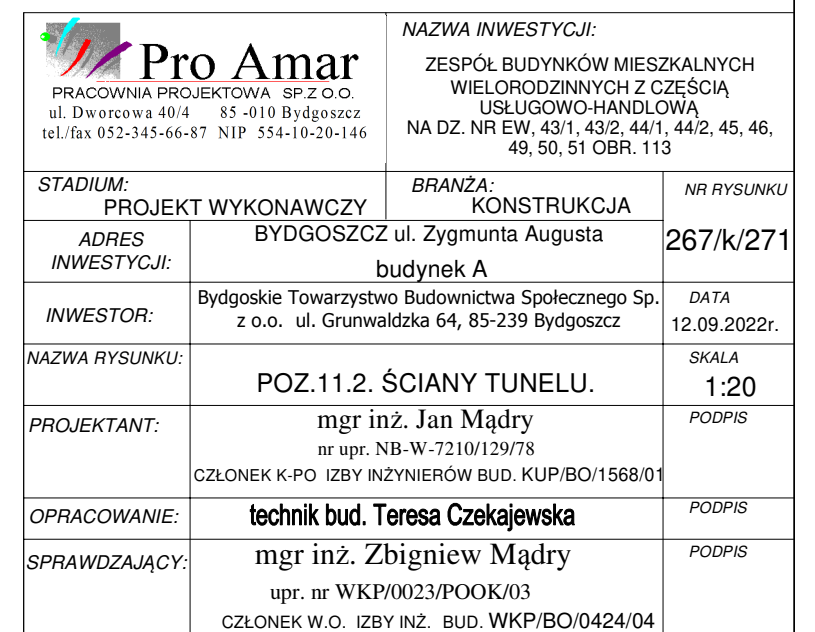 Pro Amar
PRACOWNIA PROJEKTOWA SP.Z O.O.
ul. Dworcowa 40/4 85 -010 Bydgoszcz
tel./fax 052-345-66-87 NIP 554-10-20-146
NAZWA INWESTYCJI:
ZESPÓŁ BUDYNKÓW MIESZKALNYCH
WIELORODZINNYCH Z CZĘŚCIĄ
USŁUGOWO-HANDLOWĄ
NA DZ. NR EW, 43/1, 43/2, 44/1, 44/2, 45, 46,
49, 50, 51 OBR. 113
STADIUM:
PROJEKT WYKONAWCZY
BRANŻA:
KONSTRUKCJA
NR RYSUNKU
267/k/271
ADRES
INWESTYCJI:
BYDGOSZCZ ul. Zygmunta Augusta
budynek A
INWESTOR:
Bydgoskie Towarzystwo Budownictwa Społecznego Sp.
z o.o. ul. Grunwaldzka 64, 85-239 Bydgoszcz
DATA
12.09.2022r.
NAZWA RYSUNKU:
POZ.11.2. ŚCIANY TUNELU.
SKALA
1:20
PROJEKTANT:
mgr inż. Jan Mądry
nr upr. NB-W-7210/129/78
CZŁONEK K-PO IZBY INŻYNIERÓW BUD. KUP/BO/1568/01
PODPIS
OPRACOWANIE:
technik bud. Teresa Czekajewska
PODPIS
SPRAWDZAJĄCY:
mgr inż. Zbigniew Mądry
upr. nr WKP/0023/POOK/03
CZŁONEK W.O. IZBY INŻ. BUD. WKP/BO/0424/04
PODPIS